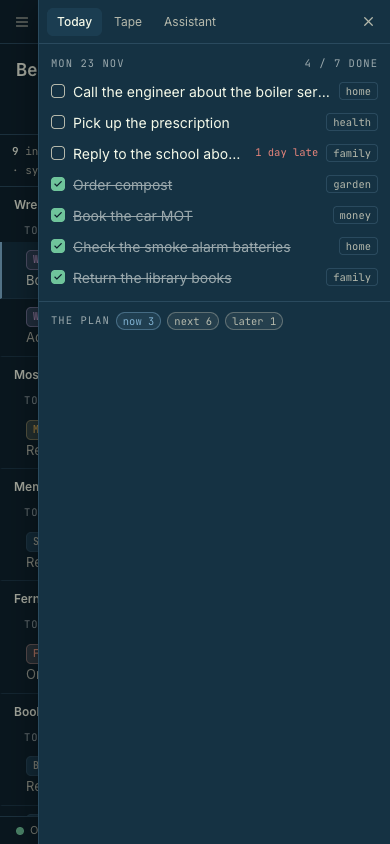 Today Tape Assistant
MON 23 NOV 4 / 7 DONE
Call the engineer about the boiler ser... home
Pick up the prescription health
Reply to the school abo... 1 day late family
Order compost garden
Book the car MOT money
Check the smoke alarm batteries home
Return the library books family
THE PLAN now 3 next 6 later 1
Be
9 in
· sy
Wre
TO
W
Bo
W
Ac
Mos
TO
M
Re
Mem
TO
S
Re
Fern
TO
F
Or
Boo
TO
B
Re
O